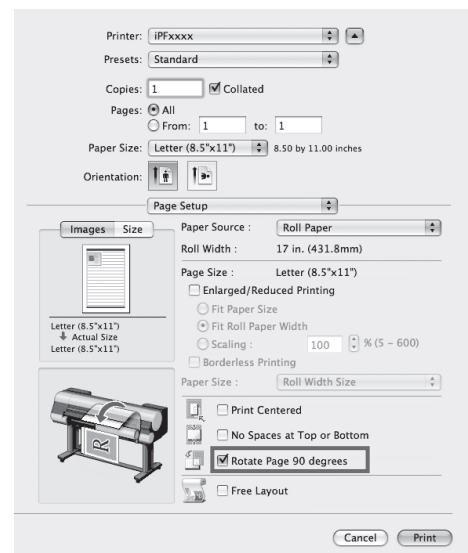 Printer: iPFxxxx
Presets: Standard
Copies: 1 Collated
Pages: All
From: 1 to: 1
Paper Size: Letter (8.5"x11") 8.50 by 11.00 inches
Orientation:
Page Setup
Images Size
Paper Source : Roll Paper
Roll Width : 17 in. (431.8mm)
Page Size : Letter (8.5"x11")
Enlarged/Reduced Printing
Fit Paper Size
Fit Roll Paper Width
Scaling : 100 % (5 - 600)
Borderless Printing
Paper Size : Roll Width Size
Letter (8.5"x11")
Actual Size
Letter (8.5"x11")
R
Print Centered
No Spaces at Top or Bottom
Rotate Page 90 degrees
Free Layout
Cancel Print